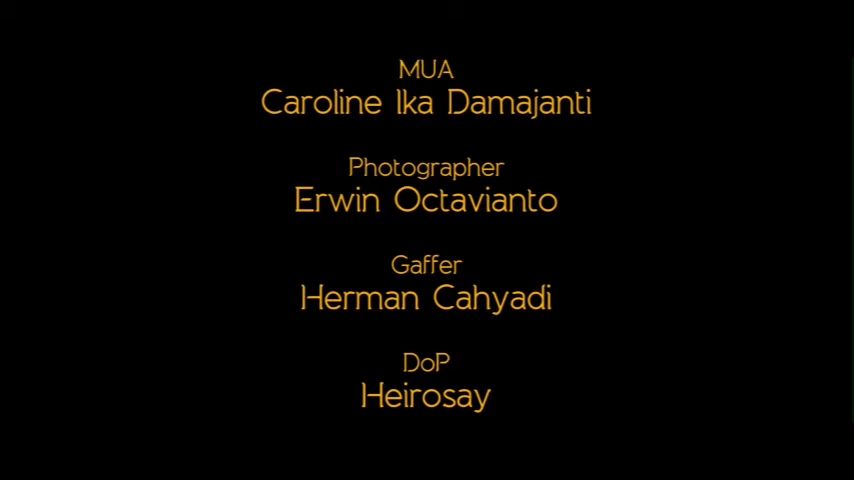 MUA
Caroline Ika Damajanti
Photographer
Erwin Octavianto
Gaffer
Herman Cahyadi
DoP
Heirosay